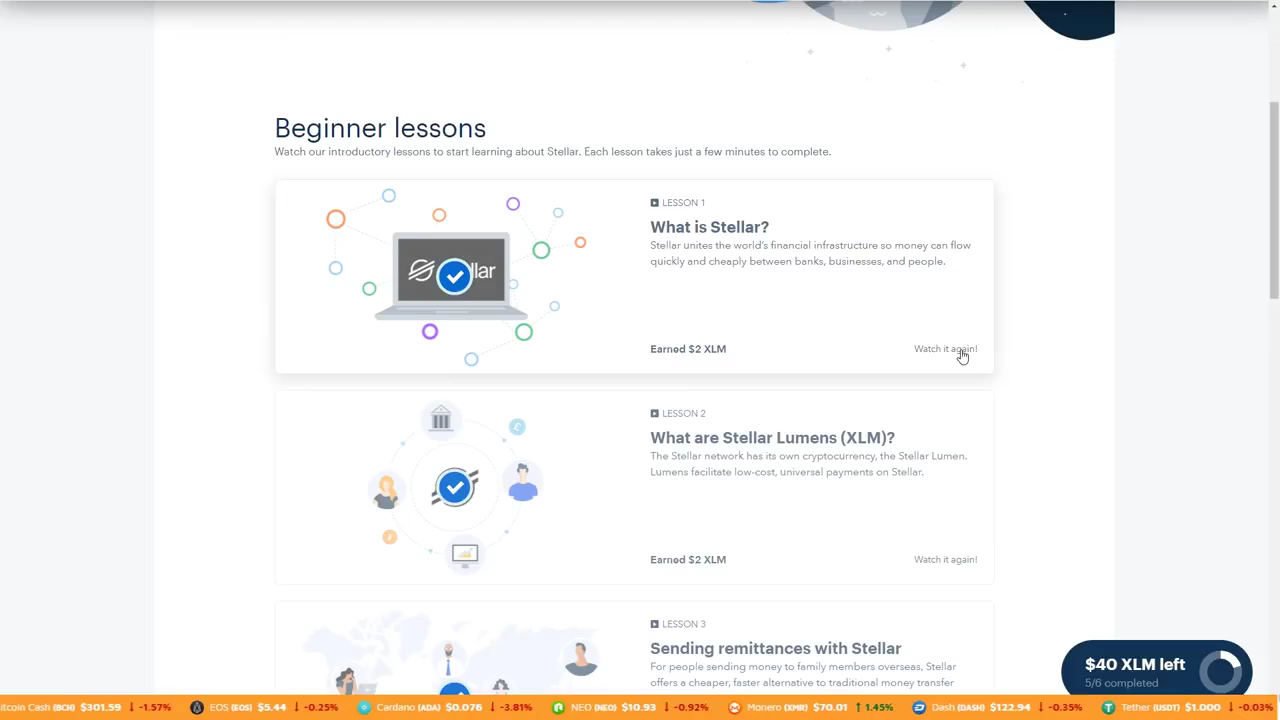 Beginner lessons
Watch our introductory lessons to start learning about Stellar. Each lesson takes just a few minutes to complete.
LESSON 1
What is Stellar?
Stellar unites the world's financial infrastructure so money can flow
quickly and cheaply between banks, businesses, and people.
llar
Earned $2 XLM
Watch it again!
LESSON 2
What are Stellar Lumens (XLM)?
The Stellar network has its own cryptocurrency, the Stellar Lumen.
Lumens facilitate low-cost, universal payments on Stellar.
Earned $2 XLM
Watch it again!
LESSON 3
Sending remittances with Stellar
For people sending money to family members overseas, Stellar
offers a cheaper, faster alternative to traditional money transfer
$40 XLM left
5/6 completed
itcoin Cash (BCH) $301.59 ↓ -1.57% EOS (EOS) $5.44 ↓ -0.25% Cardano (ADA) $0.076 ↓ -3.81% NEO (NEO) $10.93 ↓ -0.92% Monero (XMR) $70.01 ↑ 1.45% Dash (DASH) $122.94 ↓ -0.35% Tether (USDT) $1.000 ↓ -0.03%